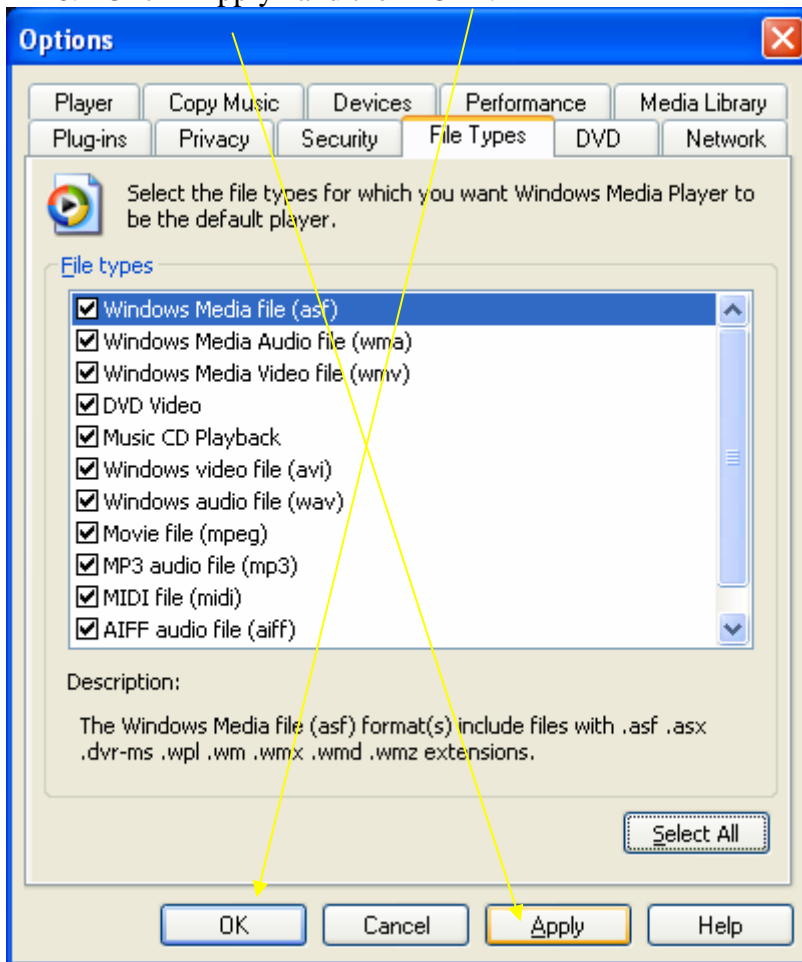 Options
Player Copy Music Devices Performance Media Library
Plug-ins Privacy Security File Types DVD Network
Select the file types for which you want Windows Media Player to
be the default player.
File types
Windows Media file (asf)
Windows Media Audio file (wma)
Windows Media Video file (wmv)
DVD Video
Music CD Playback
Windows video file (avi)
Windows audio file (wav)
Movie file (mpeg)
MP3 audio file (mp3)
MIDI file (midi)
AIFF audio file (aiff)
Description:
The Windows Media file (asf) format(s) include files with .asf .asx
.dvr-ms .wpl .wm .wmx .wmd .wmz extensions.
Select All
OK Cancel Apply Help